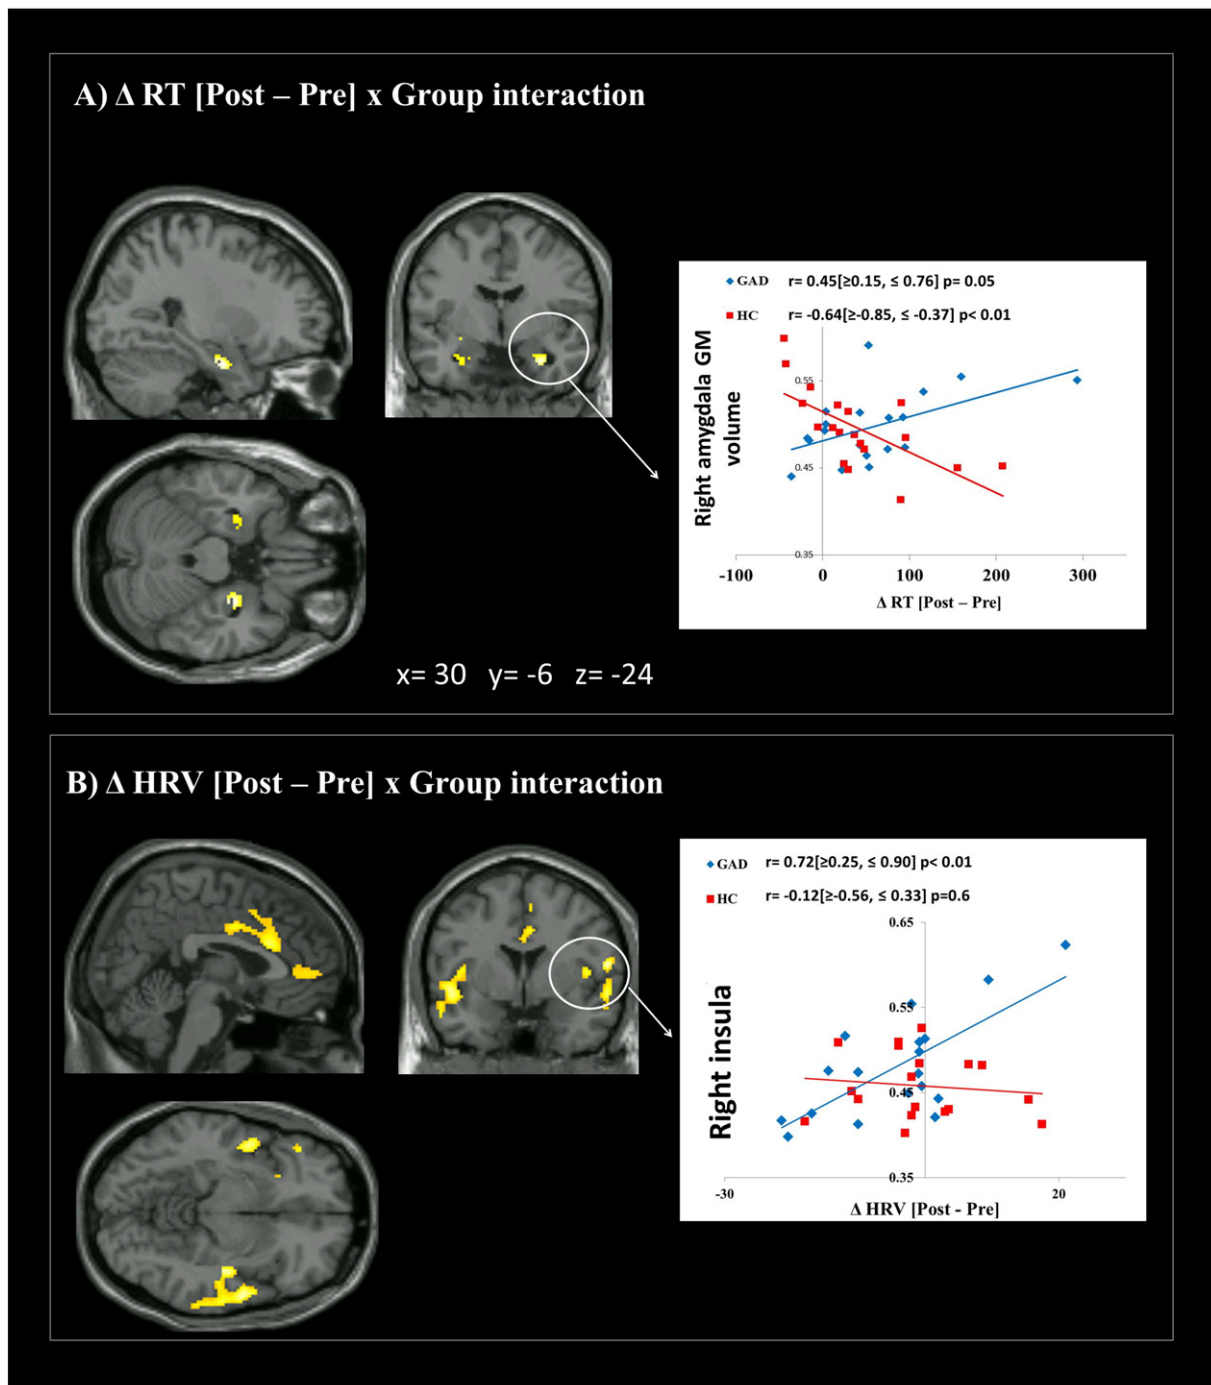 A) Δ RT [Post – Pre] x Group interaction
GAD r= 0.45[≥0.15, ≤ 0.76] p= 0.05
HC r= -0.64[≥-0.85, ≤ -0.37] p< 0.01
Right amygdala GM
volume
0.55
0.45
0.35
-100 0 100 200 300
Δ RT [Post – Pre]
x= 30 y= -6 z= -24
B) Δ HRV [Post – Pre] x Group interaction
GAD r= 0.72[≥0.25, ≤ 0.90] p< 0.01
HC r= -0.12[≥-0.56, ≤ 0.33] p=0.6
Right insula
0.65
0.55
0.45
0.35
-30 20
Δ HRV [Post - Pre]